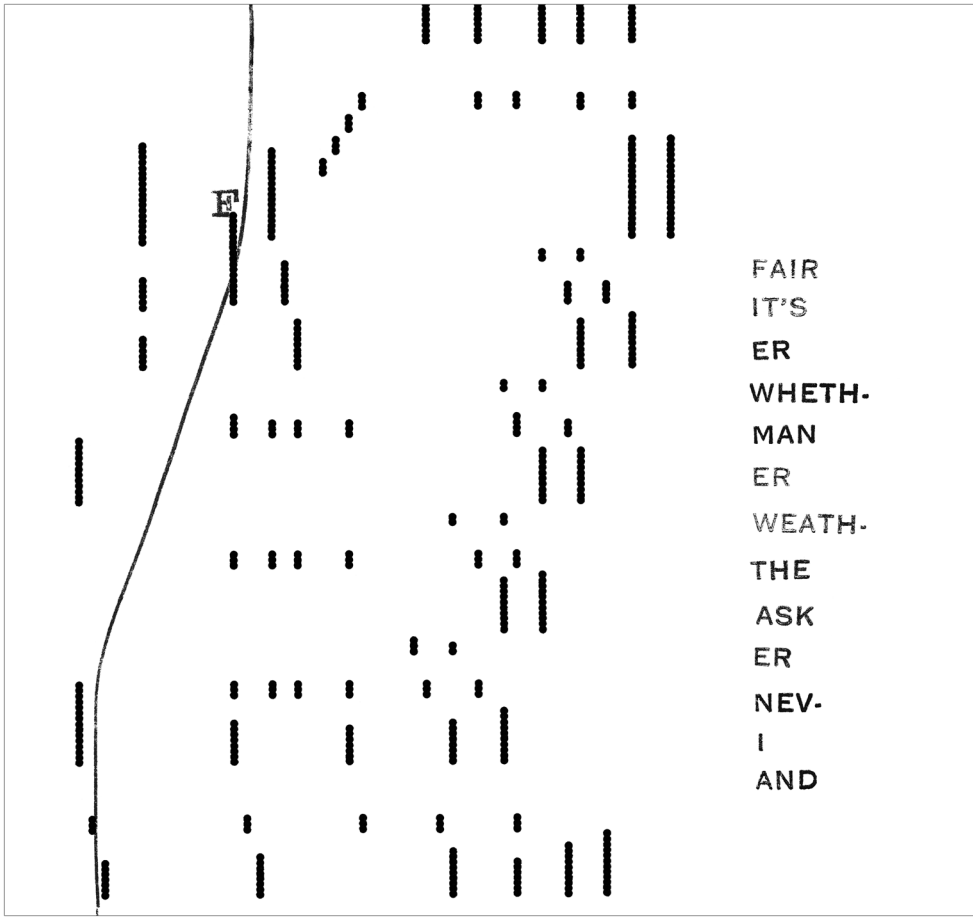 F
FAIR
IT'S
ER
WHETH-
MAN
ER
WEATH-
THE
ASK
ER
NEV-
I
AND